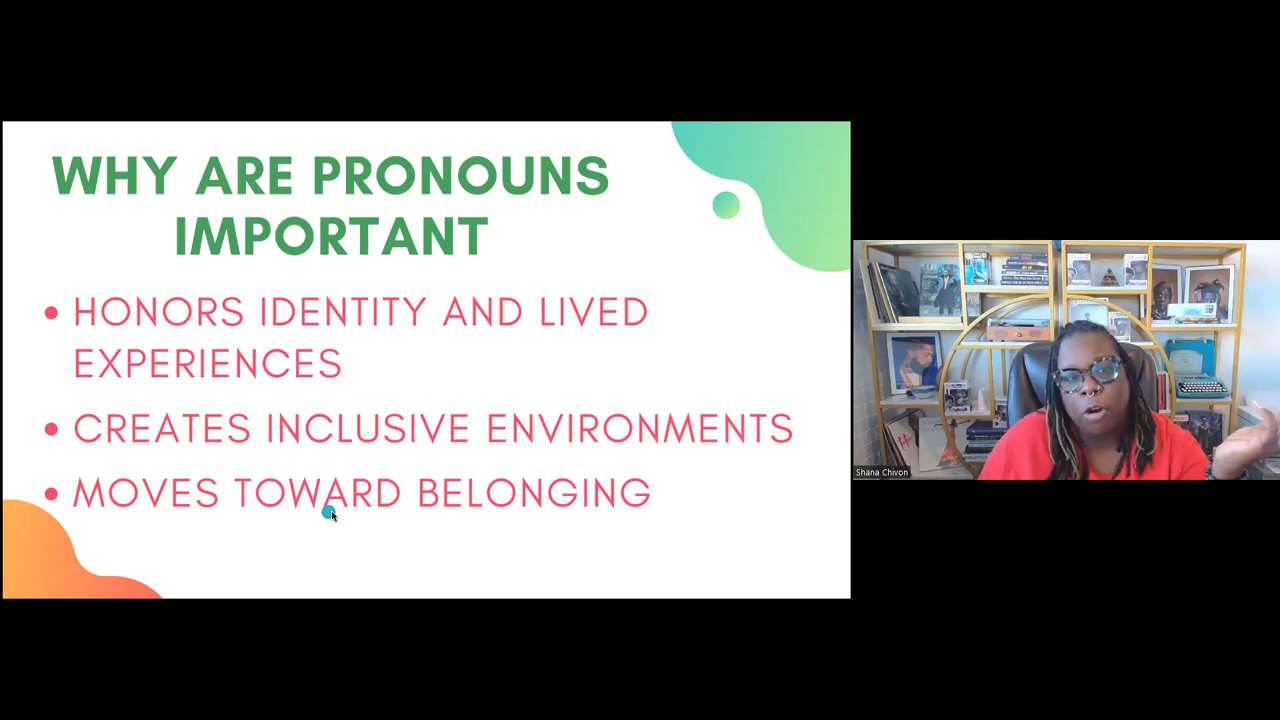 WHY ARE PRONOUNS
IMPORTANT
• HONORS IDENTITY AND LIVED
EXPERIENCES
• CREATES INCLUSIVE ENVIRONMENTS
• MOVES TOWARD BELONGING
Shana Chivon